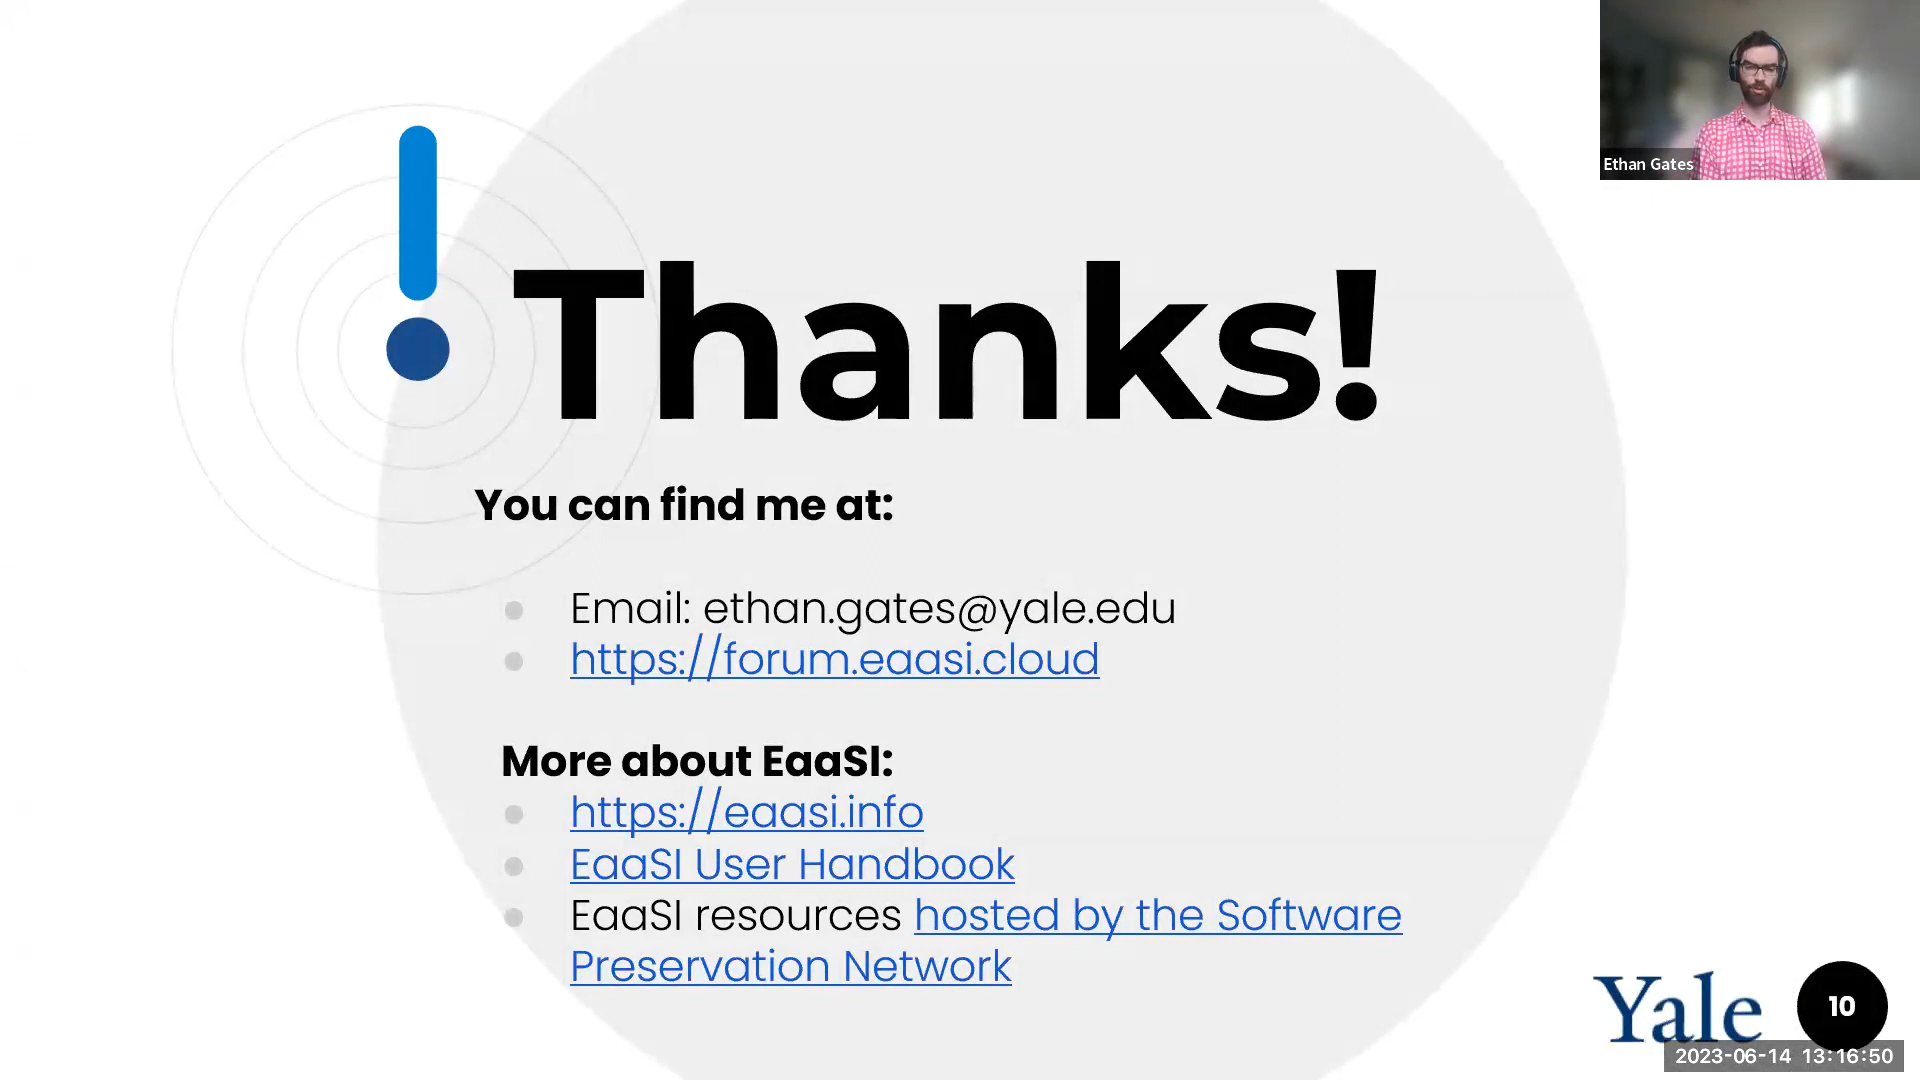 Ethan Gates
Thanks!
You can find me at:
Email: ethan.gates@yale.edu
https://forum.eaasi.cloud
More about EaaSI:
https://eaasi.info
EaaSI User Handbook
EaaSI resources hosted by the Software
Preservation Network
Yale
10
2023-06-14 13:16:50